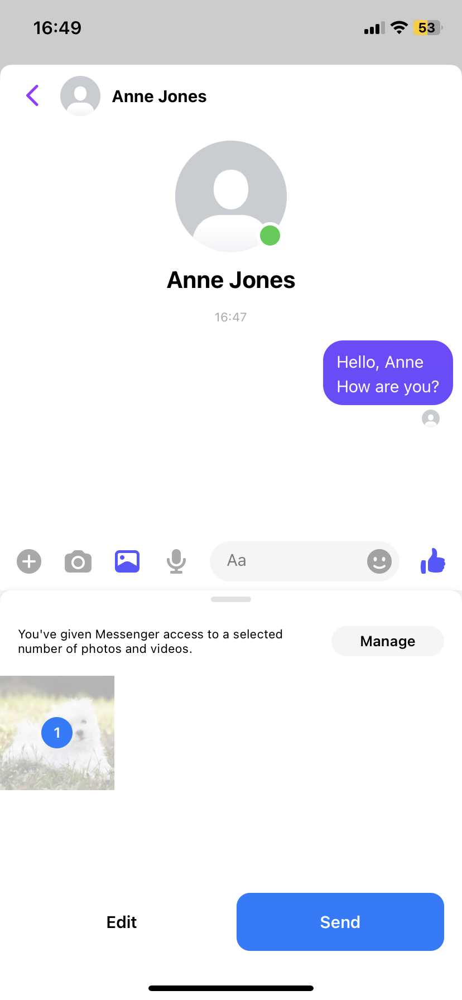 16:49
53
Anne Jones
Anne Jones
16:47
Hello, Anne
How are you?
Aa
You've given Messenger access to a selected
number of photos and videos.
Manage
1
Edit
Send